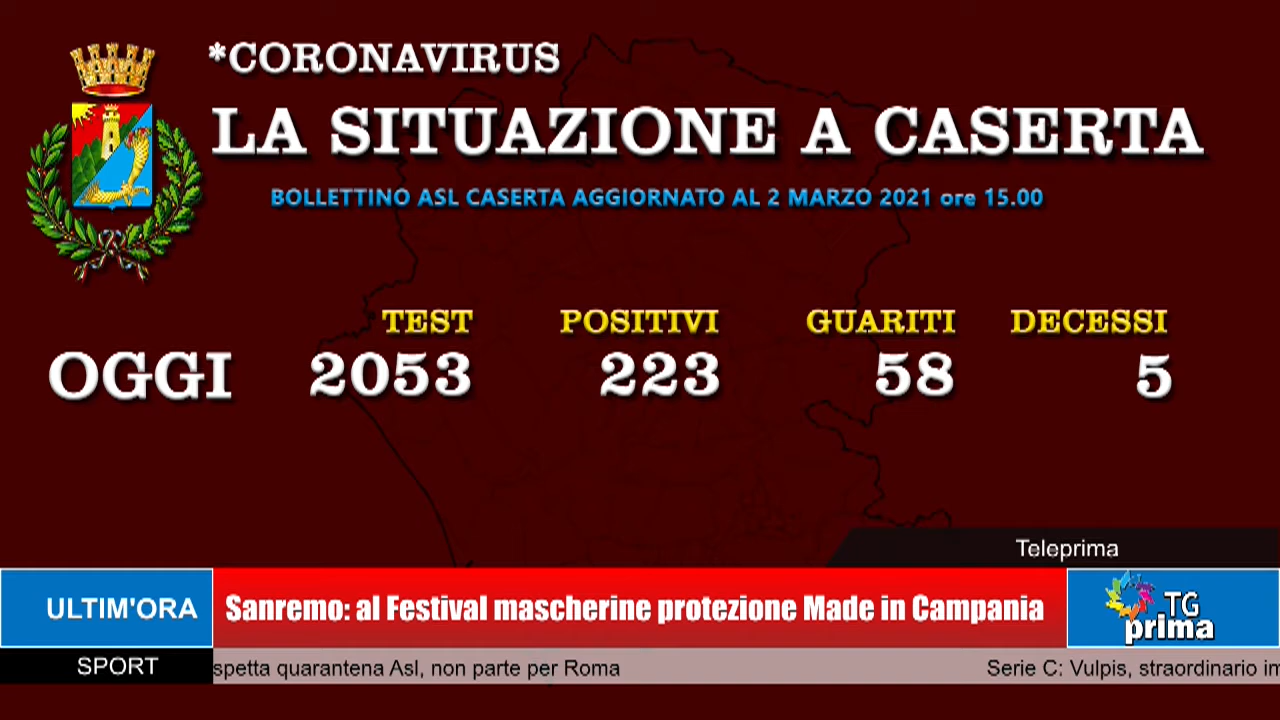 *CORONAVIRUS
LA SITUAZIONE A CASERTA
BOLLETTINO ASL CASERTA AGGIORNATO AL 2 MARZO 2021 ore 15.00
TEST POSITIVI GUARITI DECESSI
OGGI 2053 223 58 5
Teleprima
ULTIM'ORA Sanremo: al Festival mascherine protezione Made in Campania TG prima
SPORT spetta quarantena Asl, non parte per Roma Serie C: Vulpis, straordinario im